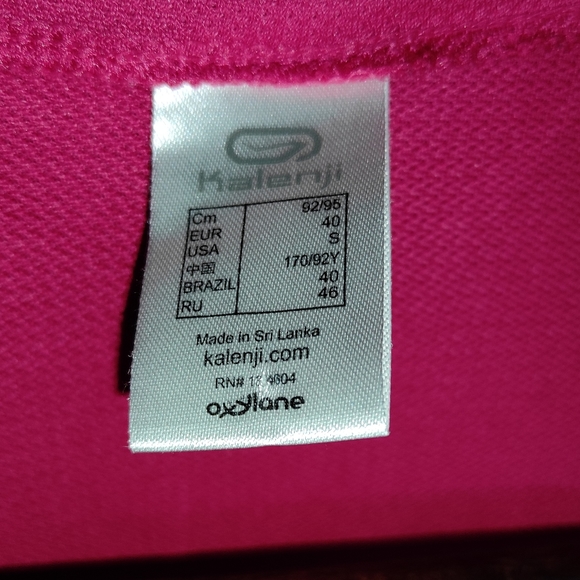 Kalenji
Cm 92/95
EUR 40
USA S
中国 170/92Y
BRAZIL 40
RU 46
Made in Sri Lanka
kalenji.com
RN#
oxylane